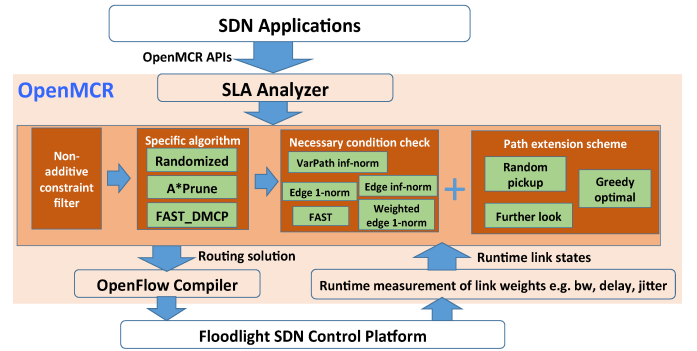 SDN Applications
OpenMCR APIs
OpenMCR
SLA Analyzer
Non-
additive
constraint
filter
Specific algorithm
Randomized
A*Prune
FAST_DMCP
Necessary condition check
VarPath inf-norm
Edge 1-norm
Edge inf-norm
FAST
Weighted
edge 1-norm
+
Path extension scheme
Random
pickup
Greedy
optimal
Further look
Routing solution
Runtime link states
OpenFlow Compiler
Runtime measurement of link weights e.g. bw, delay, jitter
Floodlight SDN Control Platform